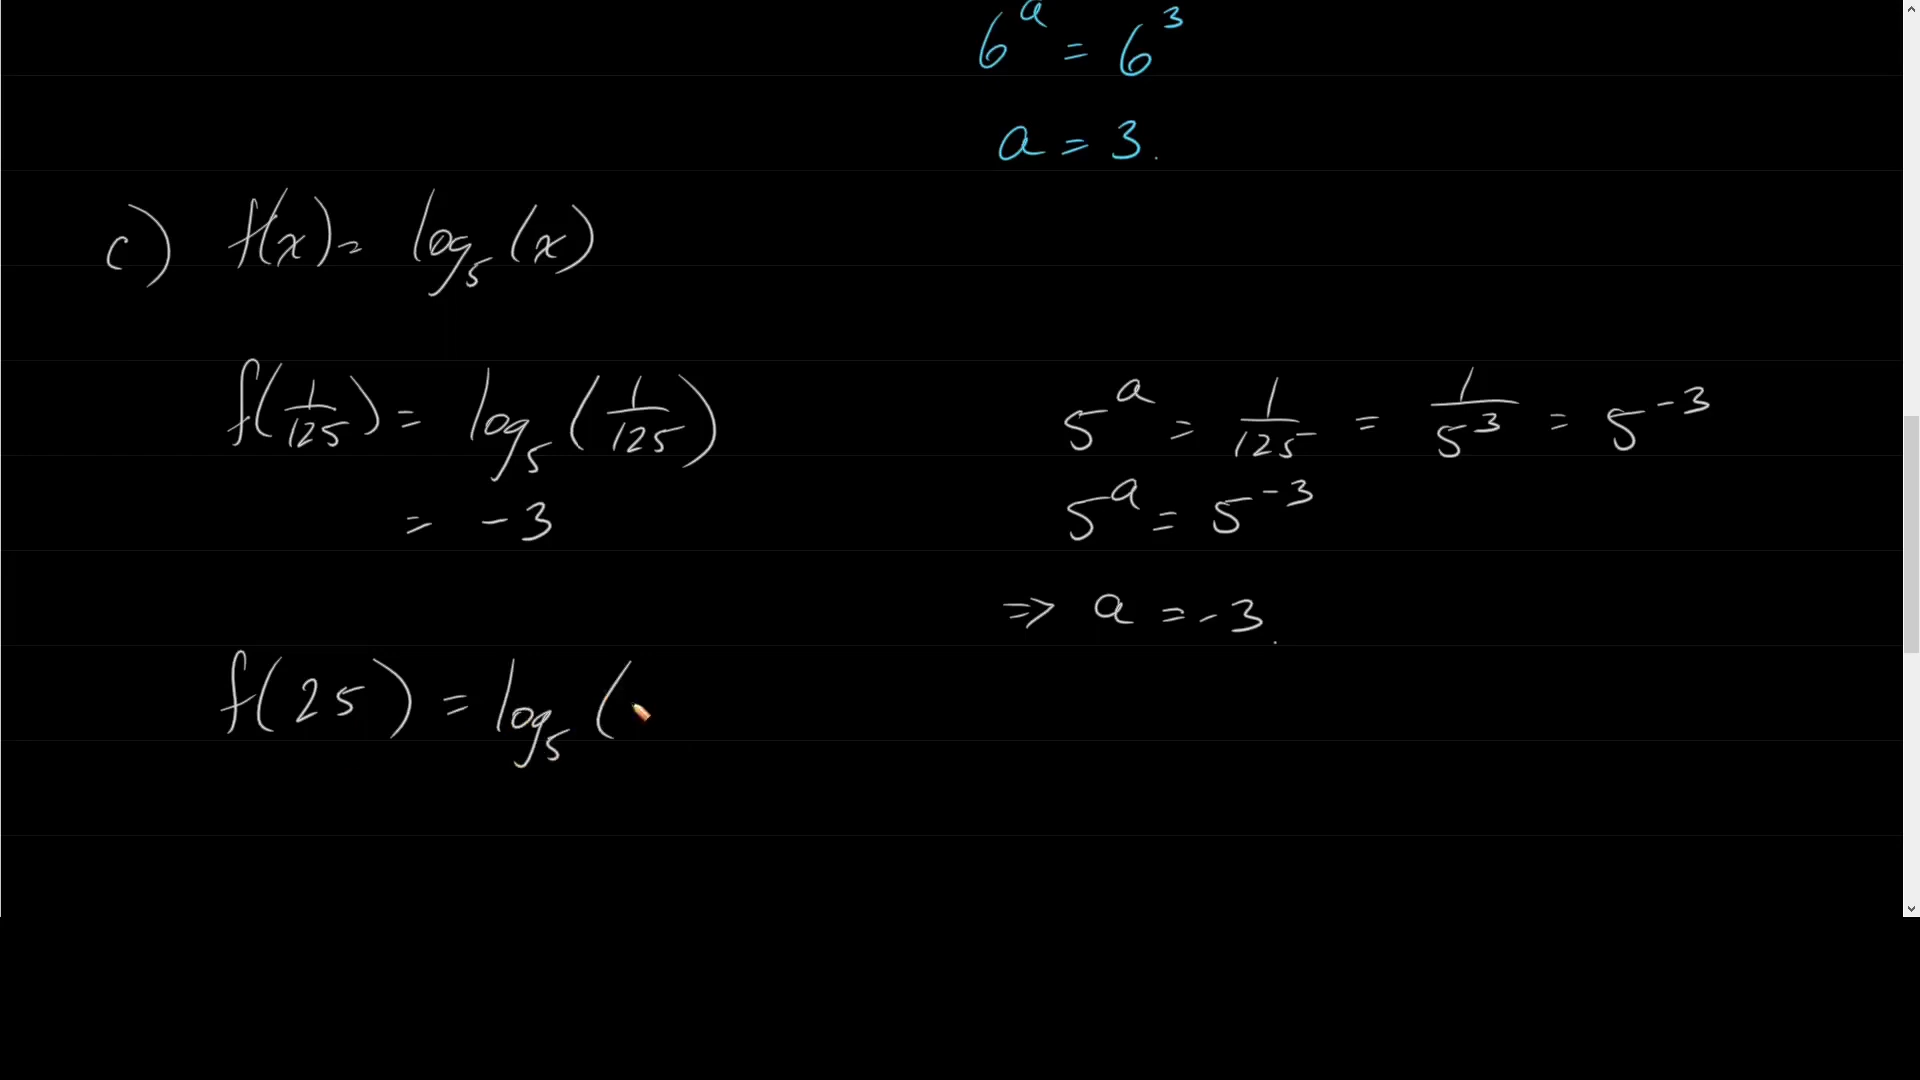 6^a = 6^3
a = 3.
c) f(x) = log_5 (x)
f(1/125) = log_5 (1/125)
= -3
5^a = 1/125 = 1/5^3 = 5^-3
5^a = 5^-3
⇒ a = -3.
f(25) = log_5 (